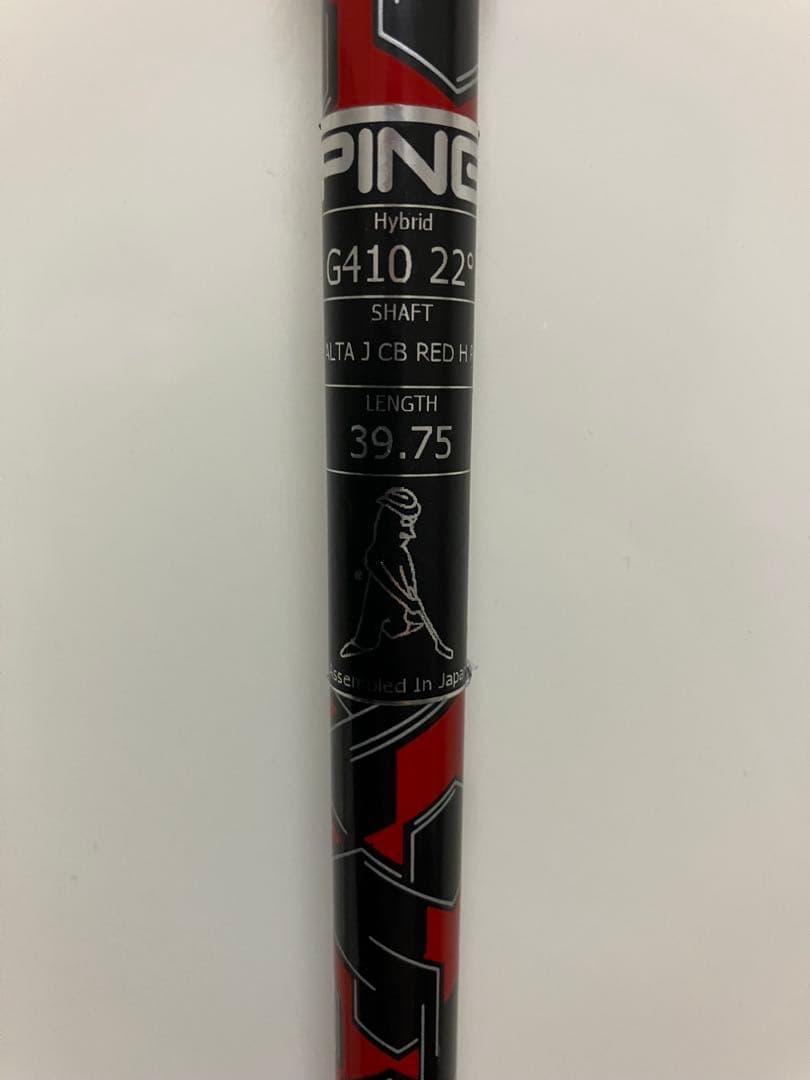 PING
Hybrid
G410 22°
SHAFT
ALTA J CB RED H
LENGTH
39.75
®
Assembled In Japan